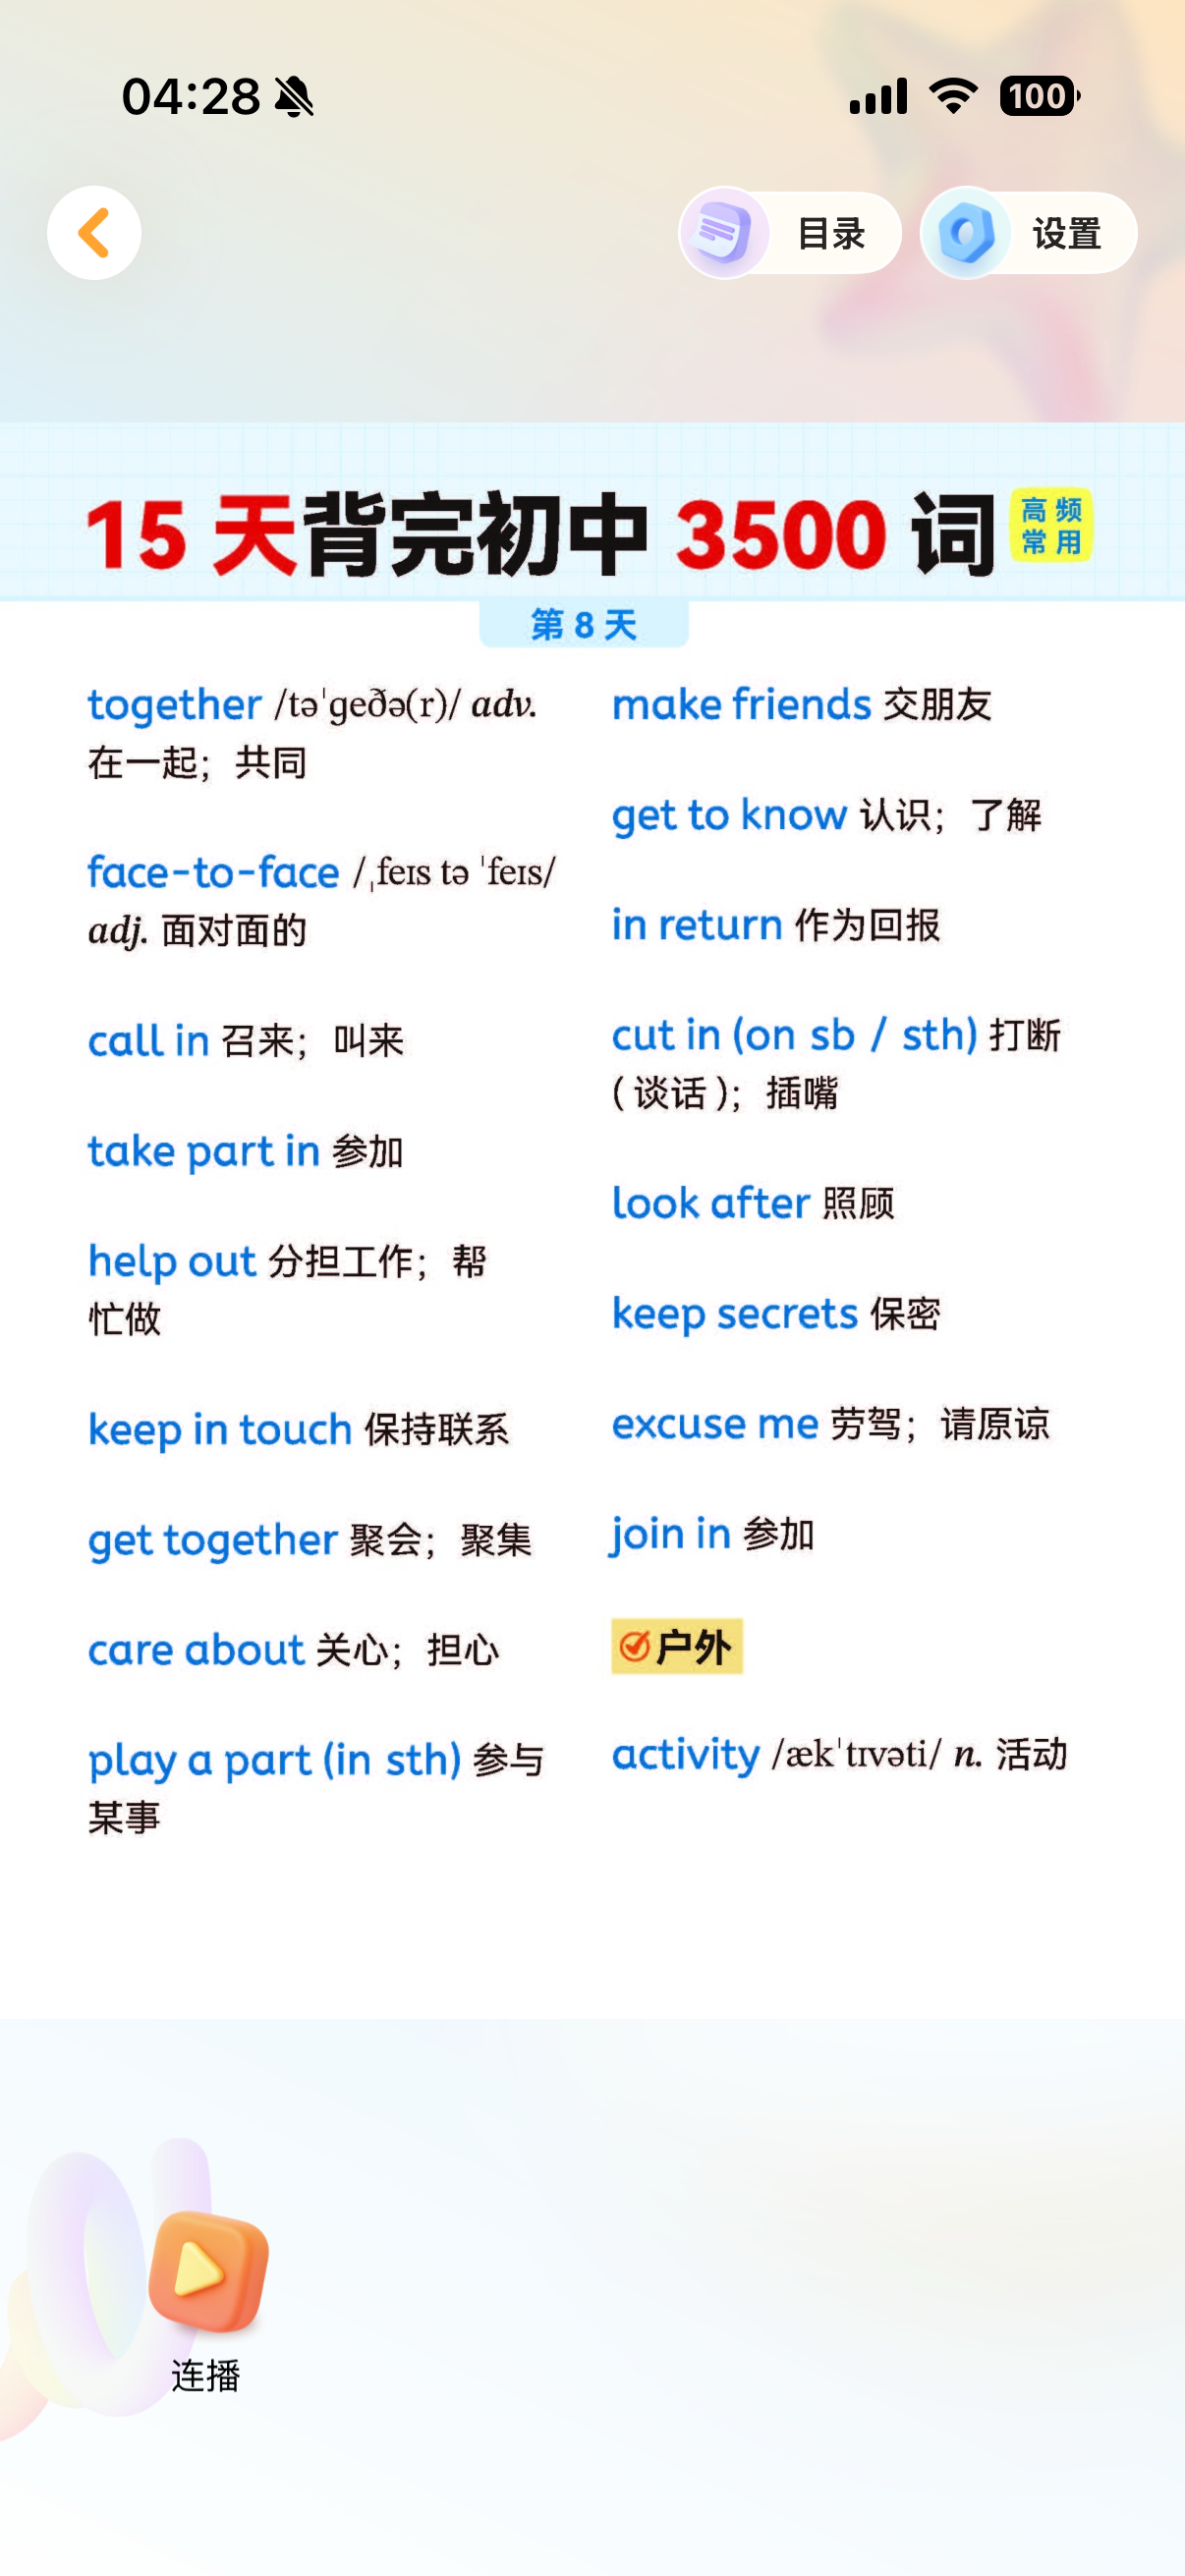 04:28
100
目录
设置
15 天背完初中 3500 词
高频
常用
第 8 天
together /təˈɡeðə(r)/ adv.
在一起；共同
face-to-face /ˌfeɪs tə ˈfeɪs/
adj. 面对面的
call in 召来；叫来
take part in 参加
help out 分担工作；帮
忙做
keep in touch 保持联系
get together 聚会；聚集
care about 关心；担心
play a part (in sth) 参与
某事
make friends 交朋友
get to know 认识；了解
in return 作为回报
cut in (on sb / sth) 打断
（谈话）；插嘴
look after 照顾
keep secrets 保密
excuse me 劳驾；请原谅
join in 参加
户外
activity /ækˈtɪvəti/ n. 活动
连播